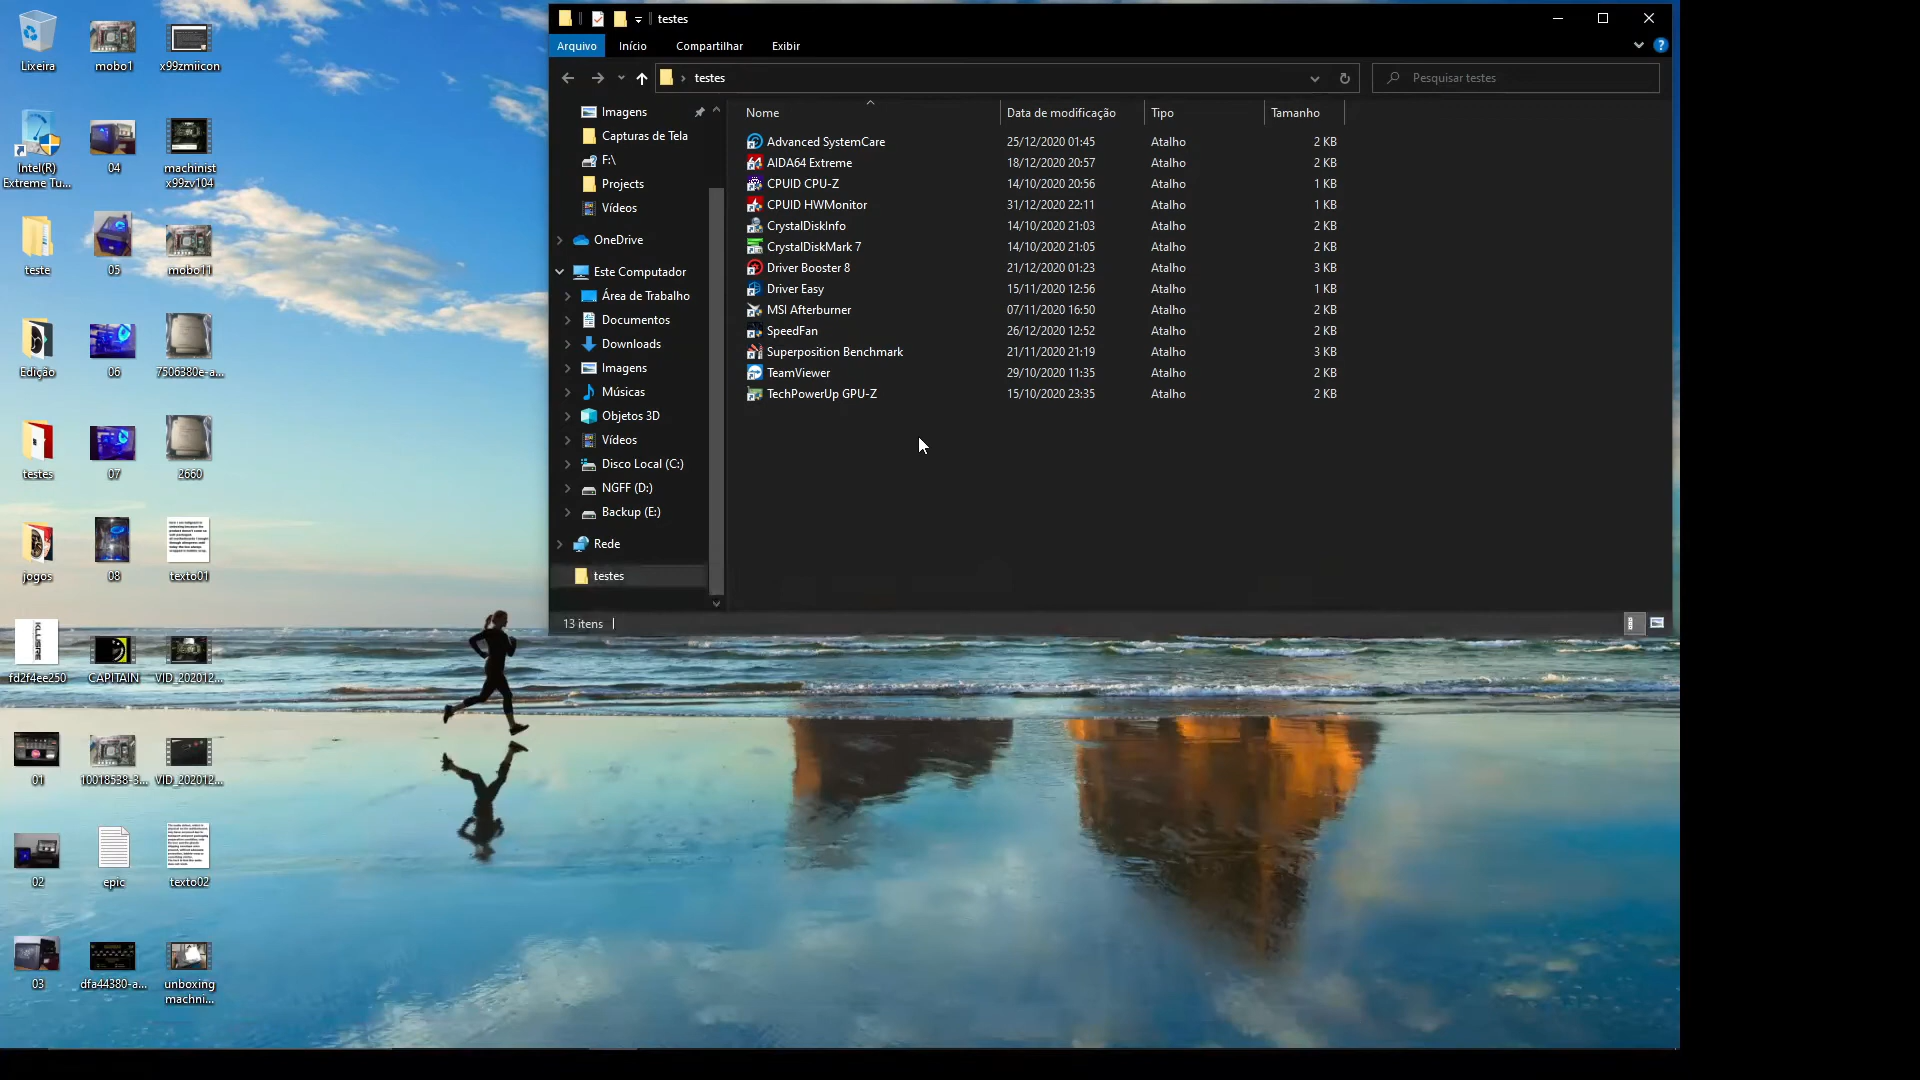 Lixeira
mobo1
x99zmiicon
Intel(R)
Extreme Tu...
04
machinist
x99zv104
teste
05
mobo11
Edição
06
7506380e-a...
testes
07
2660
jogos
08
texto01
KLLISRE
fd2f4ee250
CAPITAIN
VID_202012...
01
10018538-3...
VID_202012...
02
epic
texto02
03
dfa44380-a...
unboxing
machni...
testes
Arquivo Início Compartilhar Exibir
testes
Pesquisar testes
Imagens
Capturas de Tela
F:\
Projects
Vídeos
OneDrive
Este Computador
Área de Trabalho
Documentos
Downloads
Imagens
Músicas
Objetos 3D
Vídeos
Disco Local (C:)
NGFF (D:)
Backup (E:)
Rede
testes
Nome Data de modificação Tipo Tamanho
Advanced SystemCare 25/12/2020 01:45 Atalho 2 KB
AIDA64 Extreme 18/12/2020 20:57 Atalho 2 KB
CPUID CPU-Z 14/10/2020 20:56 Atalho 1 KB
CPUID HWMonitor 31/12/2020 22:11 Atalho 1 KB
CrystalDiskInfo 14/10/2020 21:03 Atalho 2 KB
CrystalDiskMark 7 14/10/2020 21:05 Atalho 2 KB
Driver Booster 8 21/12/2020 01:23 Atalho 3 KB
Driver Easy 15/11/2020 12:56 Atalho 1 KB
MSI Afterburner 07/11/2020 16:50 Atalho 2 KB
SpeedFan 26/12/2020 12:52 Atalho 2 KB
Superposition Benchmark 21/11/2020 21:19 Atalho 3 KB
TeamViewer 29/10/2020 11:35 Atalho 2 KB
TechPowerUp GPU-Z 15/10/2020 23:35 Atalho 2 KB
13 itens